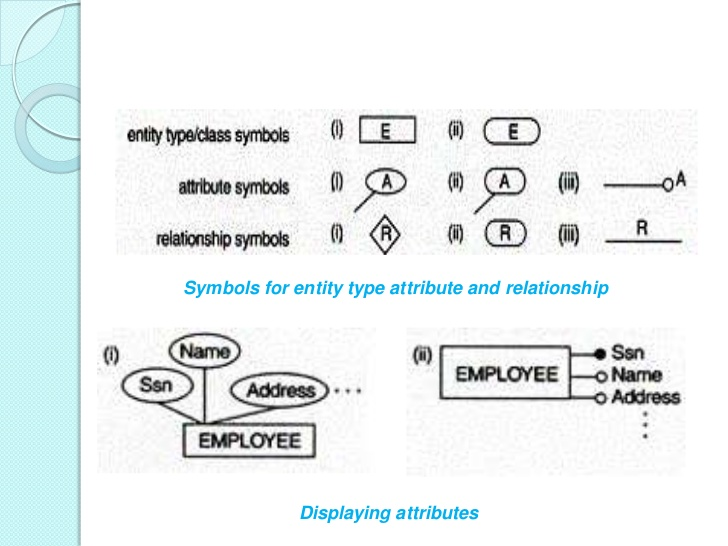 entity type/class symbols (i) E (ii) E
attribute symbols (i) A (ii) A (iii) A
relationship symbols (i) R (ii) R (iii) R
Symbols for entity type attribute and relationship
(i) Name
Ssn Address ...
EMPLOYEE
(ii) EMPLOYEE Ssn
Name
Address
Displaying attributes